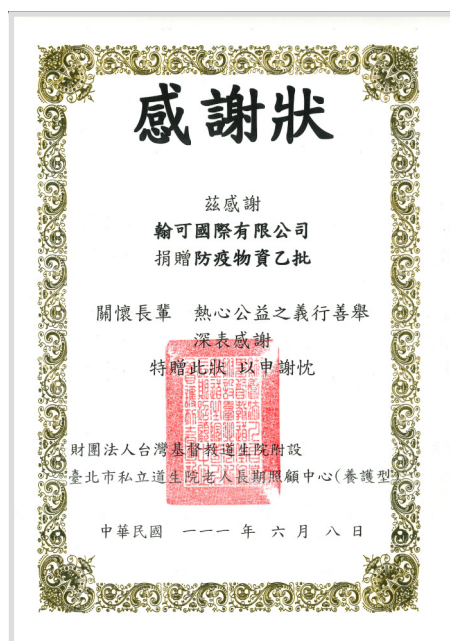 感謝狀
茲感謝
翰可國際有限公司
捐贈防疫物資乙批
關懷長輩 熱心公益之義行善舉
深表感謝
特贈此狀 以申謝忱
財團法人台灣基督教道生院附設
臺北市私立道生院老人長期照顧中心(養護型)
中華民國 一一一 年 六 月 八 日